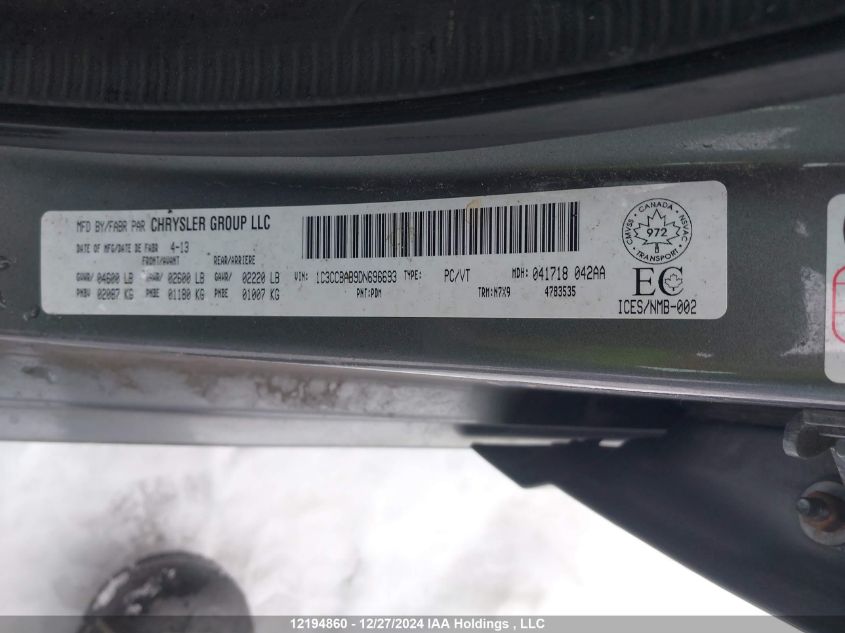 MFD BY/FABR PAR CHRYSLER GROUP LLC
DATE OF MFG/DATE DE FABR 4-13
FRONT/AVANT REAR/ARRIERE
GVWR/ 04600 LB GAWR/ 02600 LB GAWR/ 02220 LB
PNBV 02087 KG PNBE 01180 KG PNBE 01007 KG
VIN: 1C3CCBAB9DN696693 TYPE: PC/VT MDH: 041718 042AA
PNT:PDM TRM:N7X9 4783535
CANADA
CMVSS NSVAC
972
TRANSPORT
EC
ICES/NMB-002
12194860 - 12/27/2024 IAA Holdings, LLC